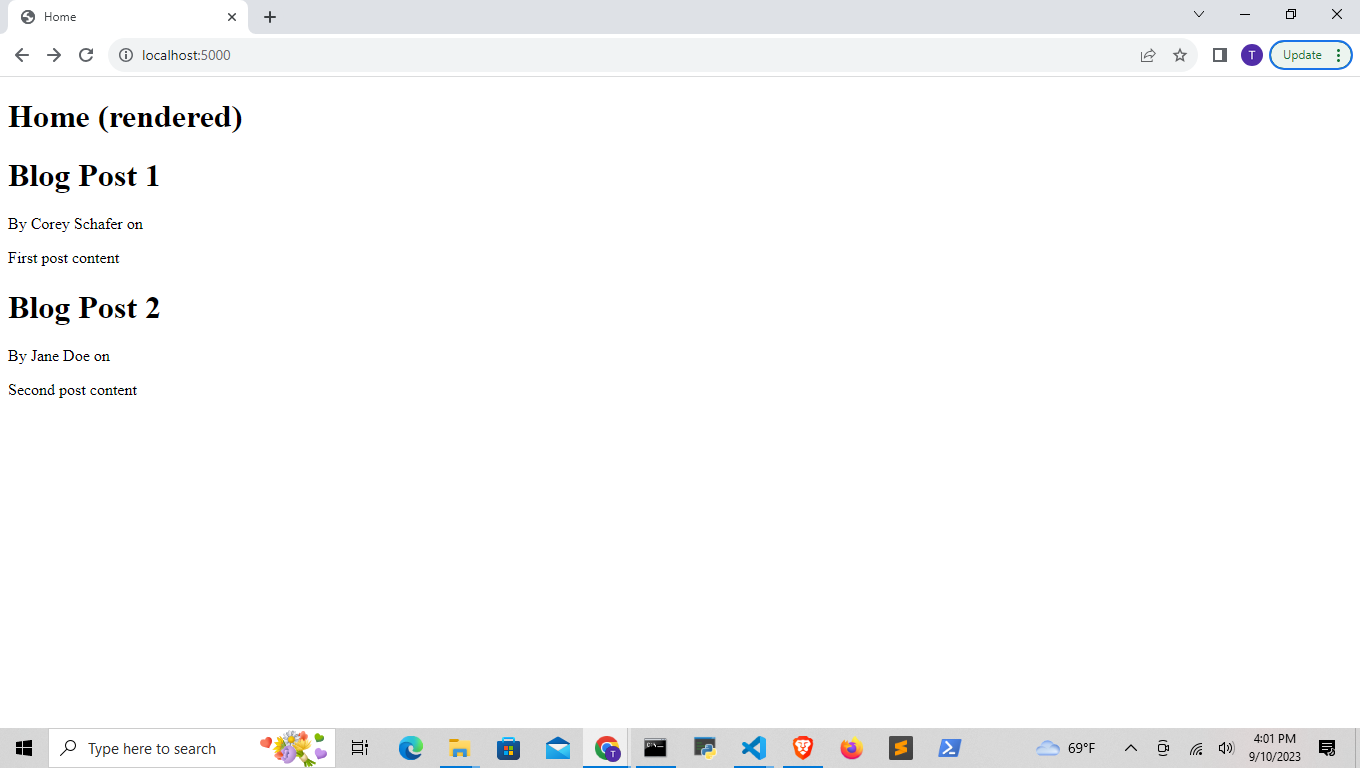 Home
localhost:5000
T
Update
Home (rendered)
Blog Post 1
By Corey Schafer on
First post content
Blog Post 2
By Jane Doe on
Second post content
Type here to search
T
69°F
4:01 PM
9/10/2023